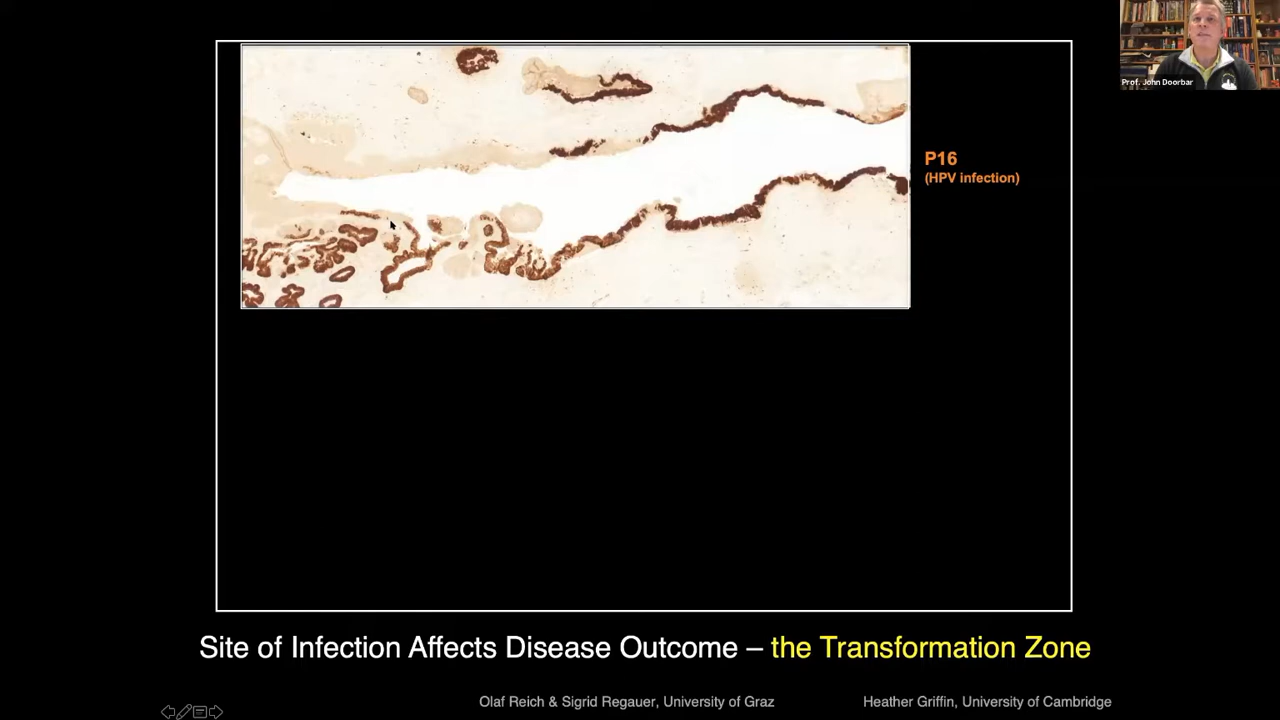 Prof. John Doorbar
P16
(HPV infection)
Site of Infection Affects Disease Outcome – the Transformation Zone
Olaf Reich & Sigrid Regauer, University of Graz
Heather Griffin, University of Cambridge